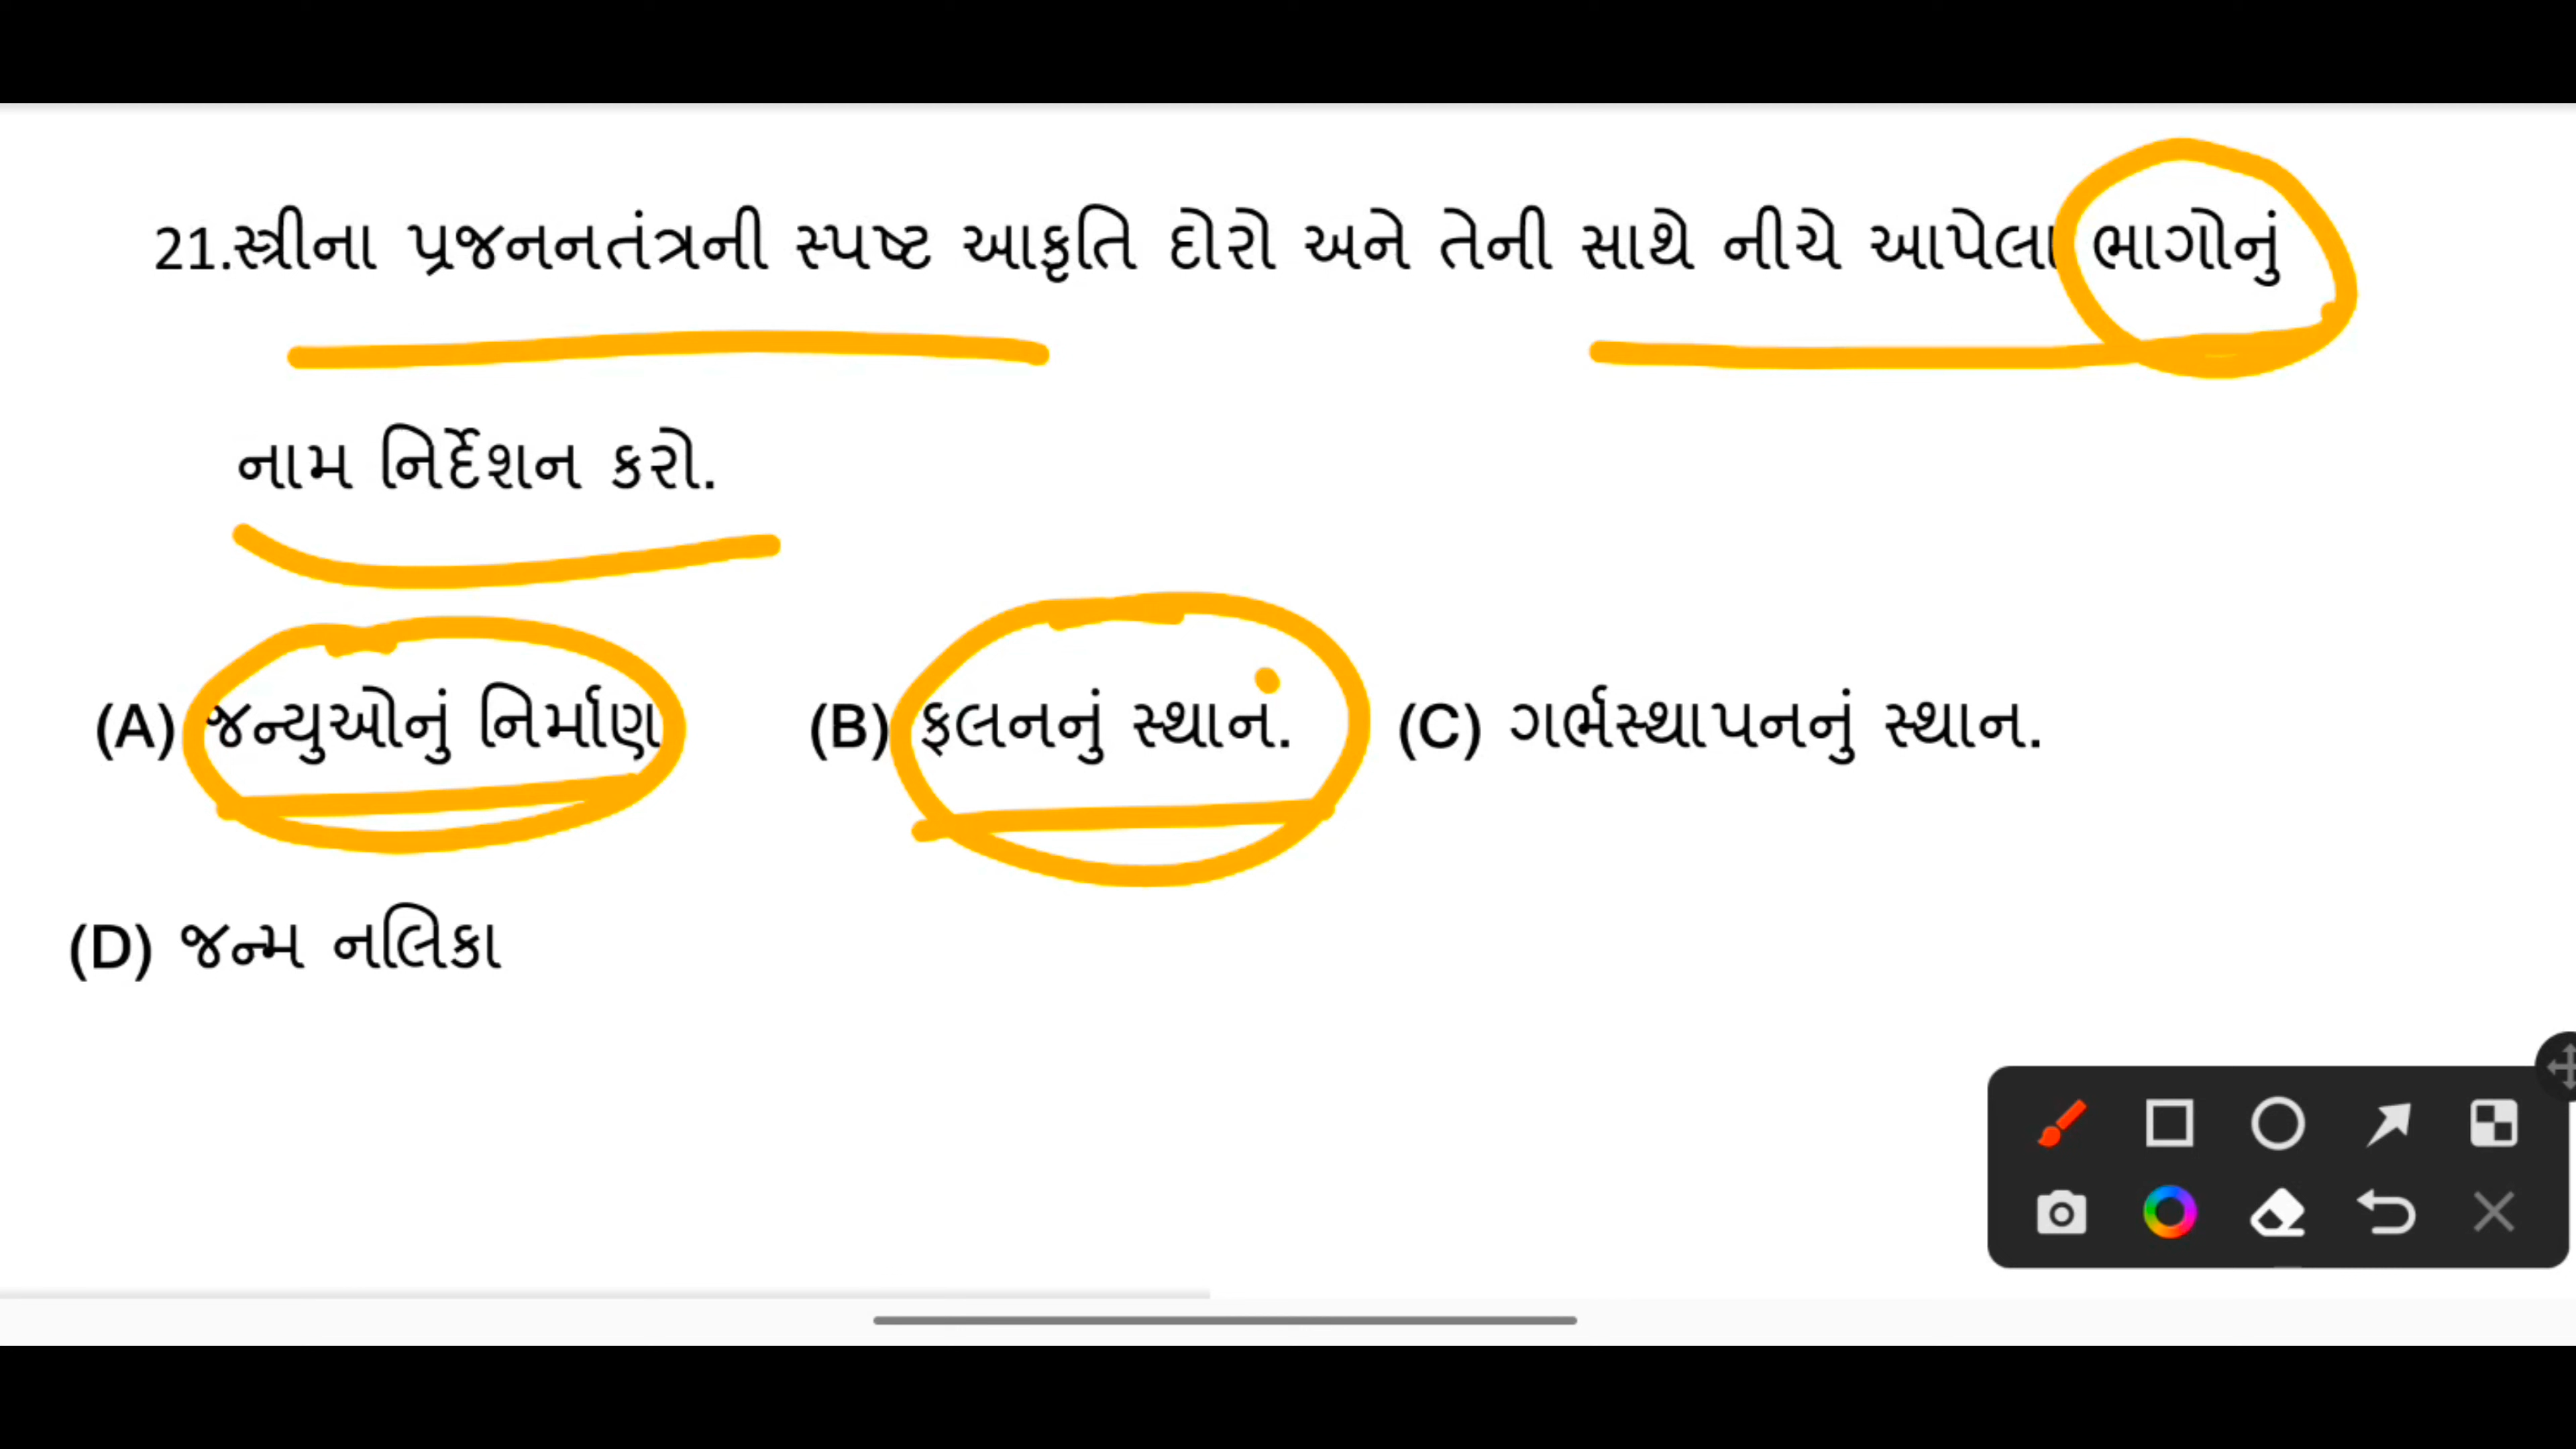 21.સ્ત્રીના પ્રજનનતંત્રની સ્પષ્ટ આકૃતિ દોરો અને તેની સાથે નીચે આપેલા ભાગોનું
નામ નિર્દેશન કરો.
(A) જન્યુઓનું નિર્માણ (B) ફલનનું સ્થાન. (C) ગર્ભસ્થાપનનું સ્થાન.
(D) જન્મ નલિકા